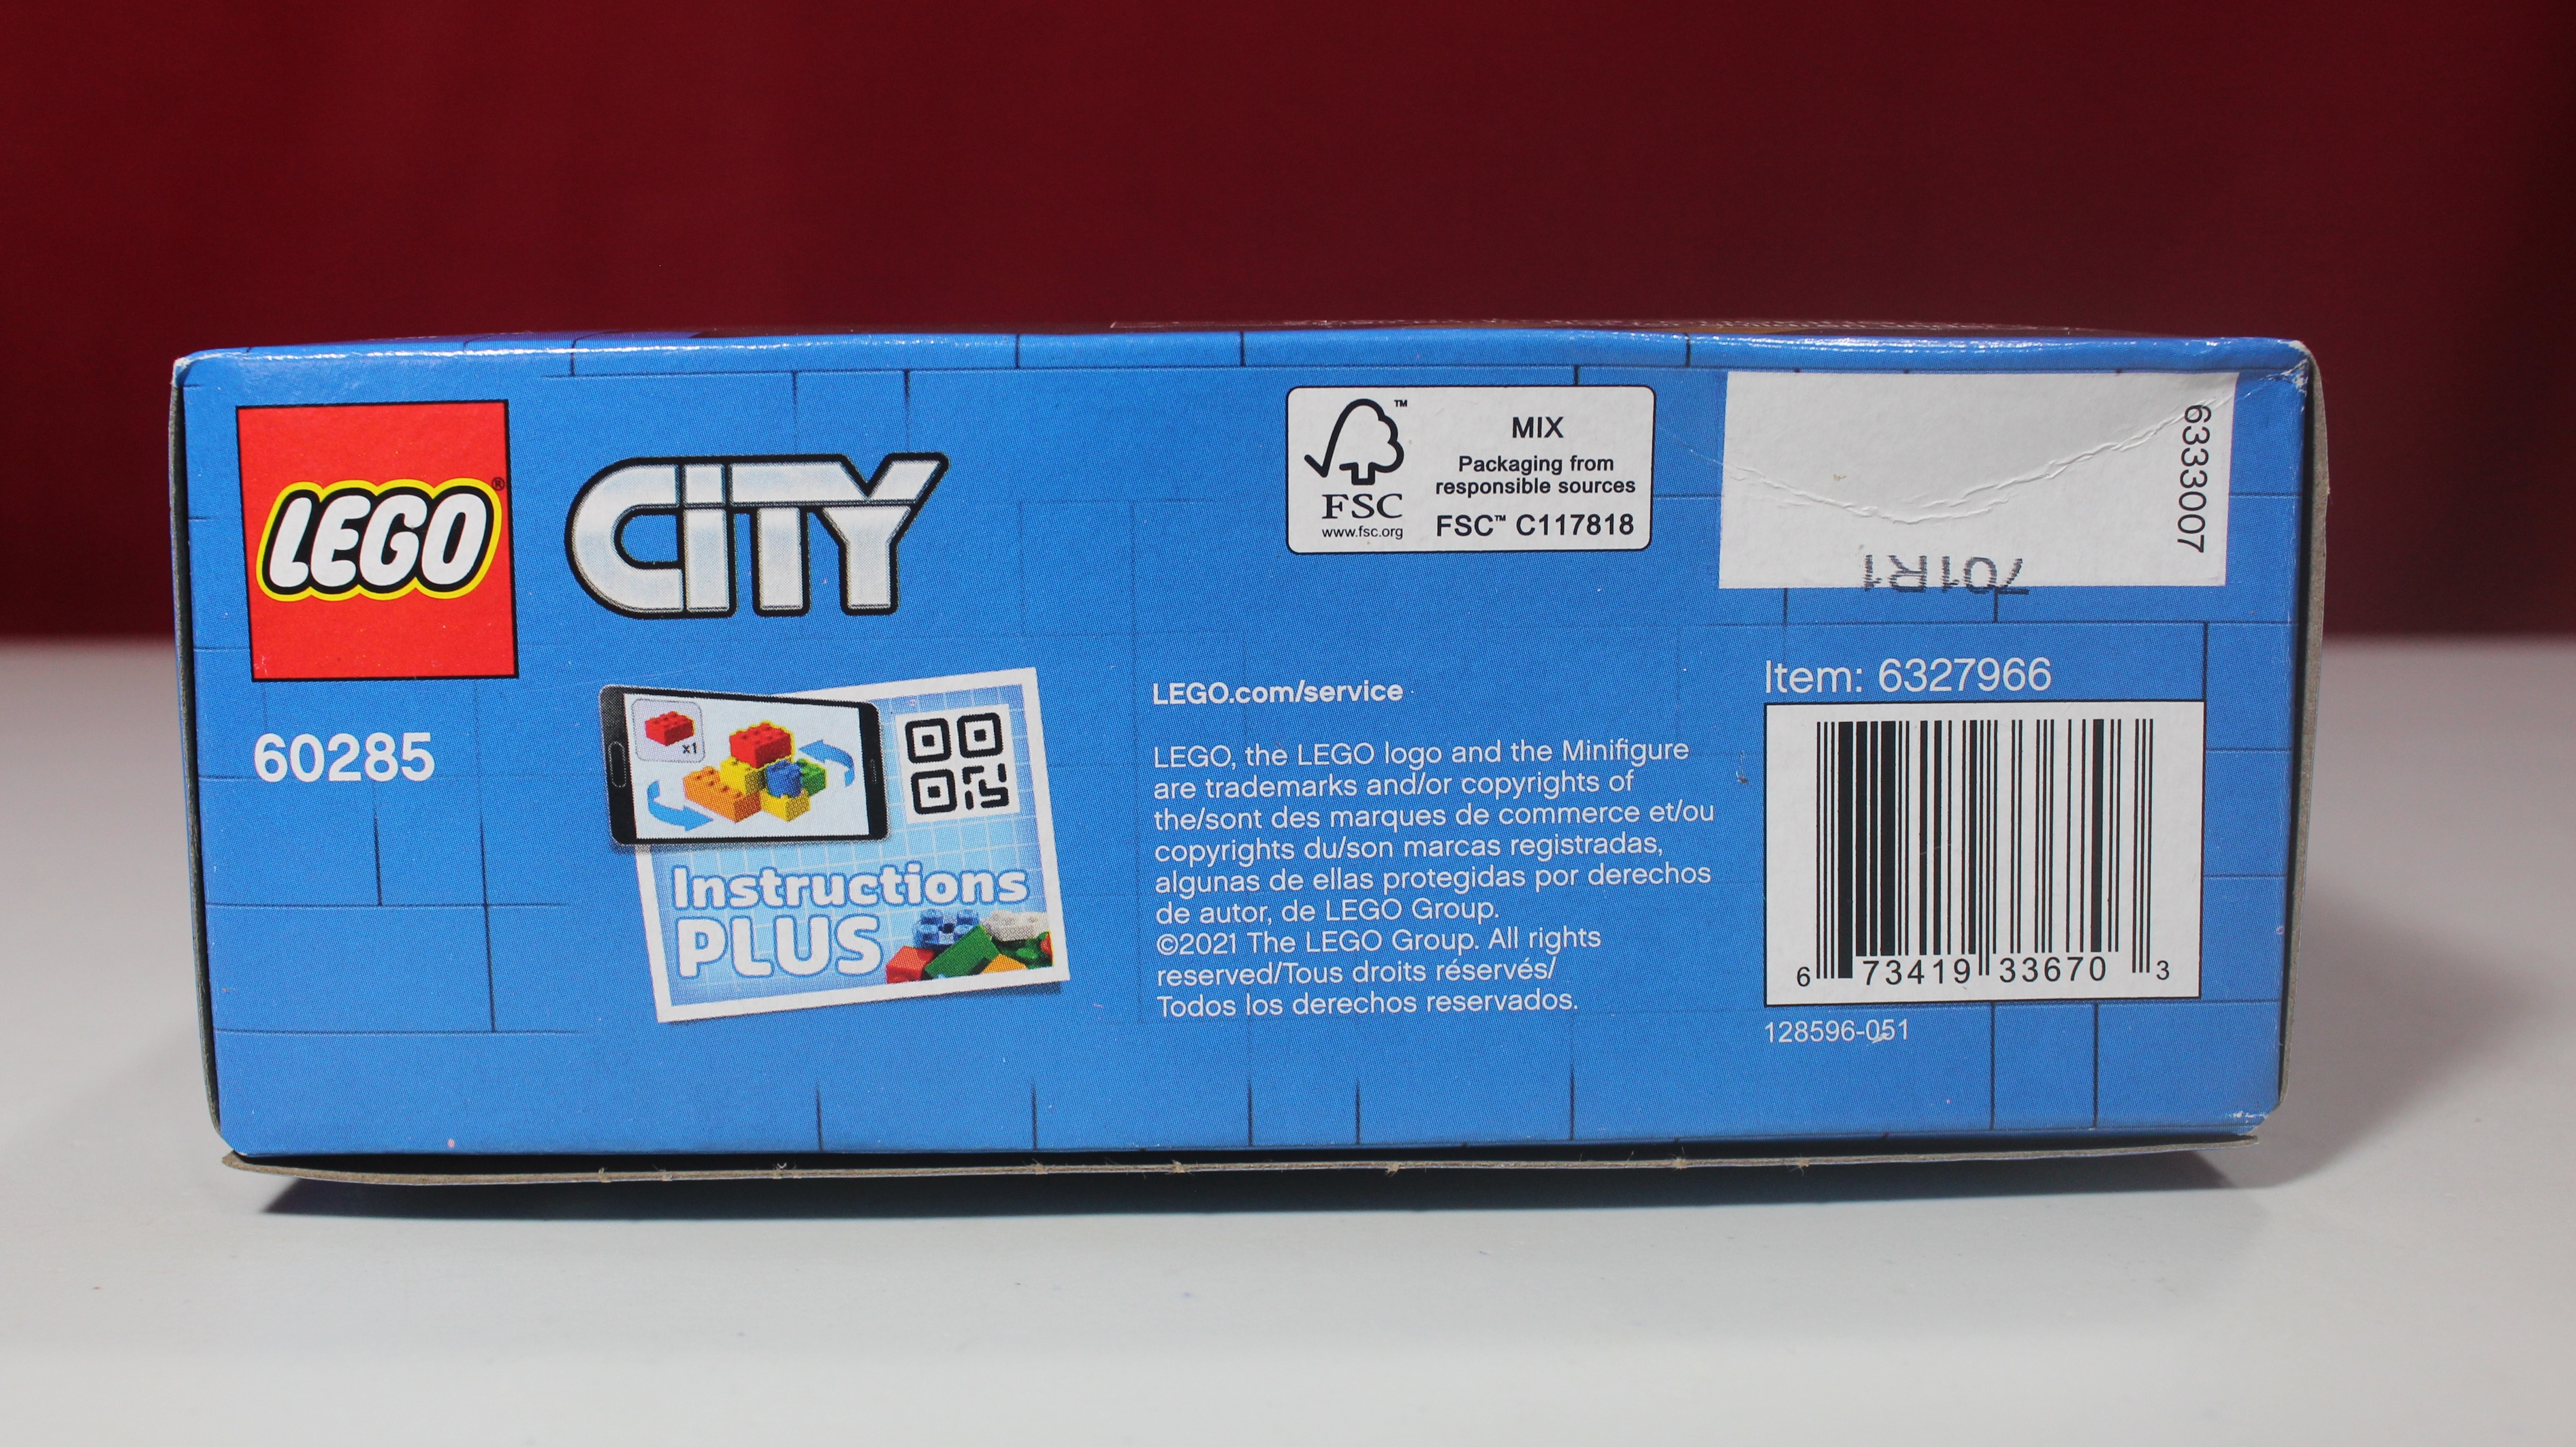 LEGO®
CITY
60285
x1
Instructions
PLUS
™
FSC
www.fsc.org
MIX
Packaging from
responsible sources
FSC™ C117818
6333007
701R1
LEGO.com/service
LEGO, the LEGO logo and the Minifigure
are trademarks and/or copyrights of
the/sont des marques de commerce et/ou
copyrights du/son marcas registradas,
algunas de ellas protegidas por derechos
de autor, de LEGO Group.
©2021 The LEGO Group. All rights
reserved/Tous droits réservés/
Todos los derechos reservados.
Item: 6327966
6 73419 33670 3
128596-051